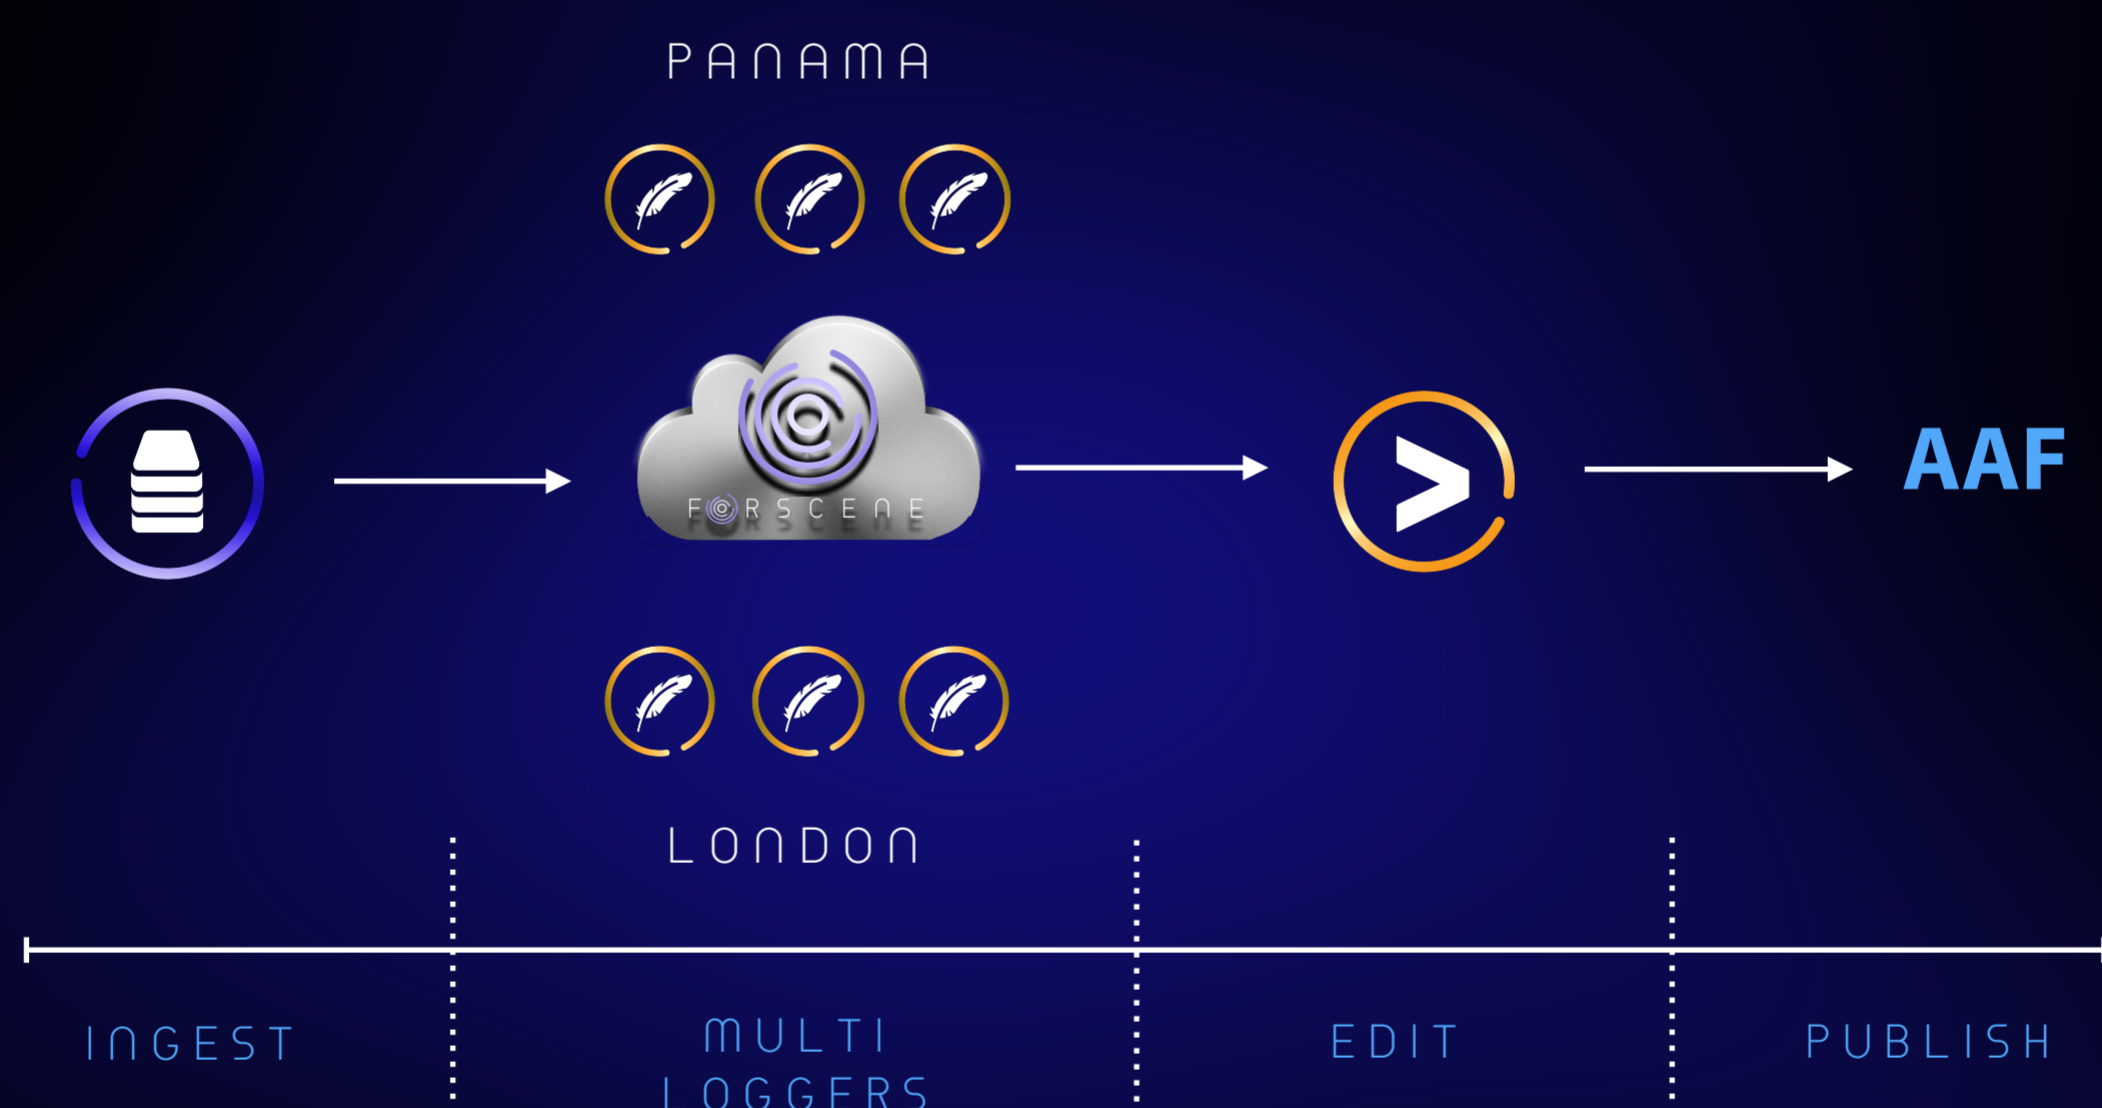 PANAMA
FORSCENE
AAF
LONDON
INGEST
MULTI
LOGGERS
EDIT
PUBLISH